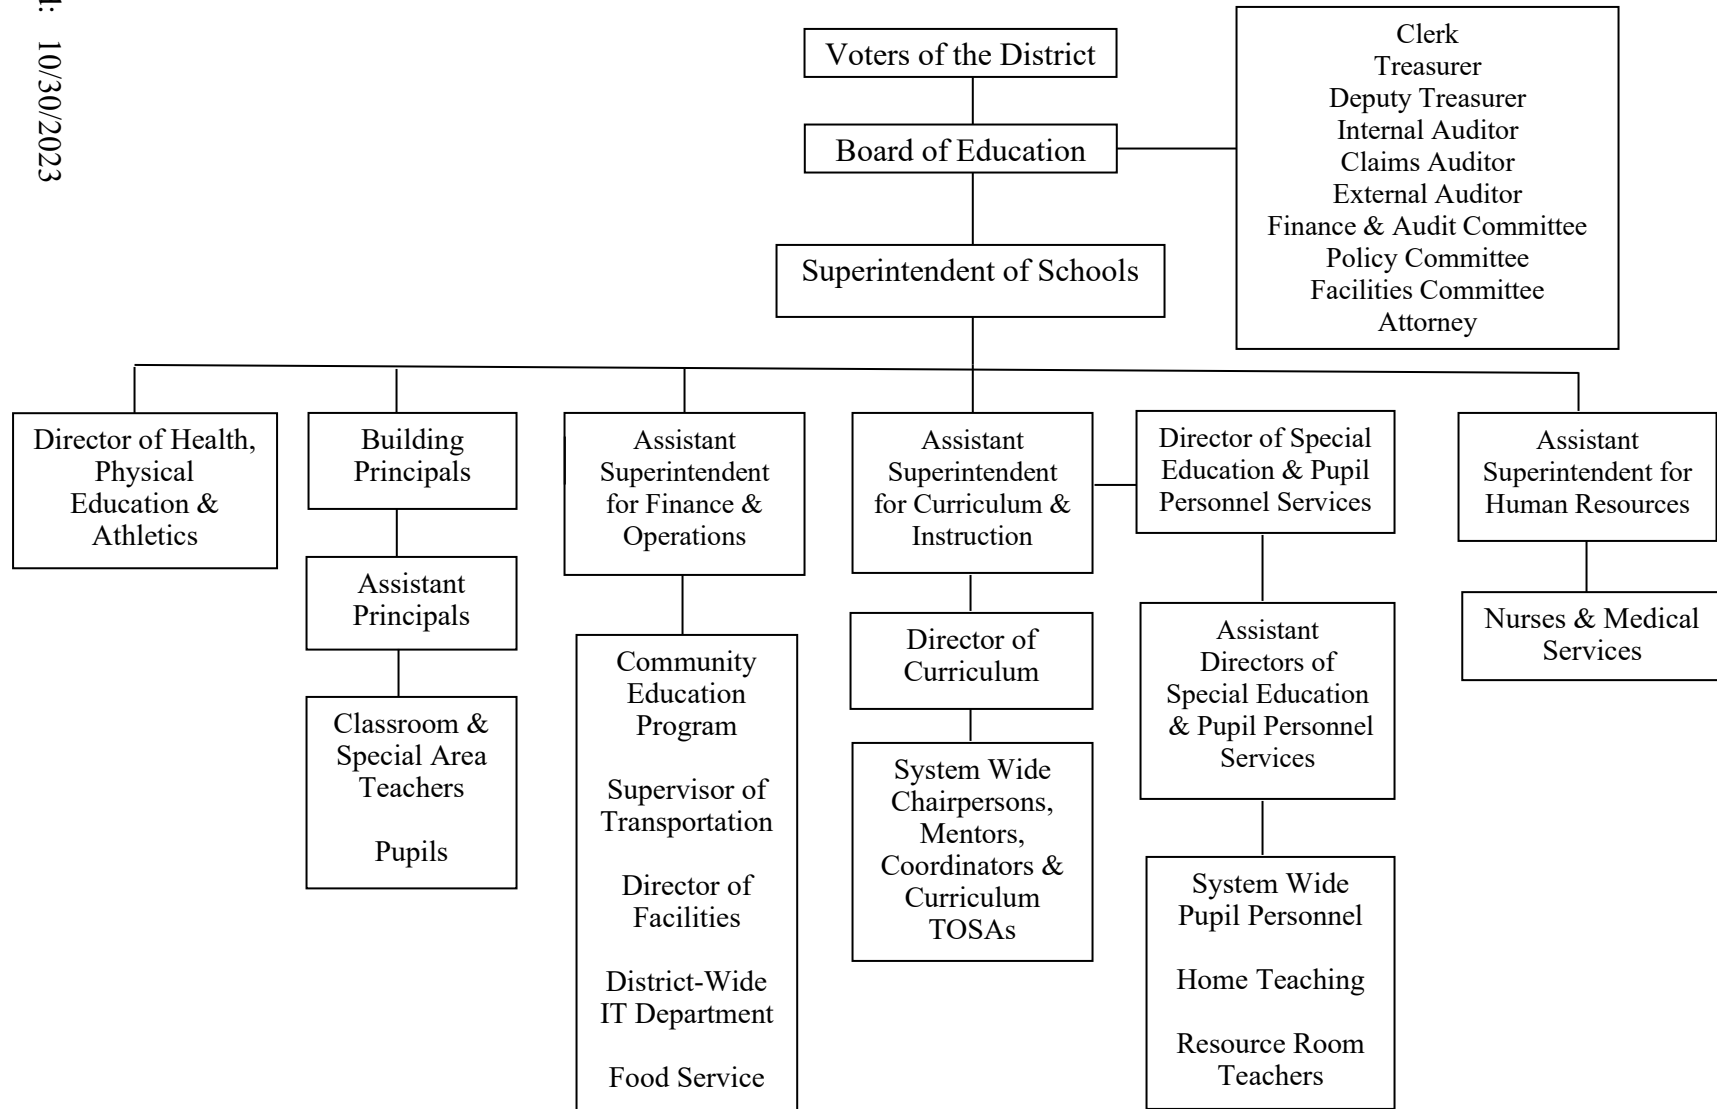 10/30/2023
Voters of the District
Board of Education
Superintendent of Schools
Clerk
Treasurer
Deputy Treasurer
Internal Auditor
Claims Auditor
External Auditor
Finance & Audit Committee
Policy Committee
Facilities Committee
Attorney
Director of Health,
Physical
Education &
Athletics
Building
Principals
Assistant
Principals
Classroom &
Special Area
Teachers
Pupils
Assistant
Superintendent
for Finance &
Operations
Community
Education
Program
Supervisor of
Transportation
Director of
Facilities
District-Wide
IT Department
Food Service
Assistant
Superintendent
for Curriculum &
Instruction
Director of
Curriculum
System Wide
Chairpersons,
Mentors,
Coordinators &
Curriculum
TOSAs
Director of Special
Education & Pupil
Personnel Services
Assistant
Directors of
Special Education
& Pupil Personnel
Services
System Wide
Pupil Personnel
Home Teaching
Resource Room
Teachers
Assistant
Superintendent for
Human Resources
Nurses & Medical
Services